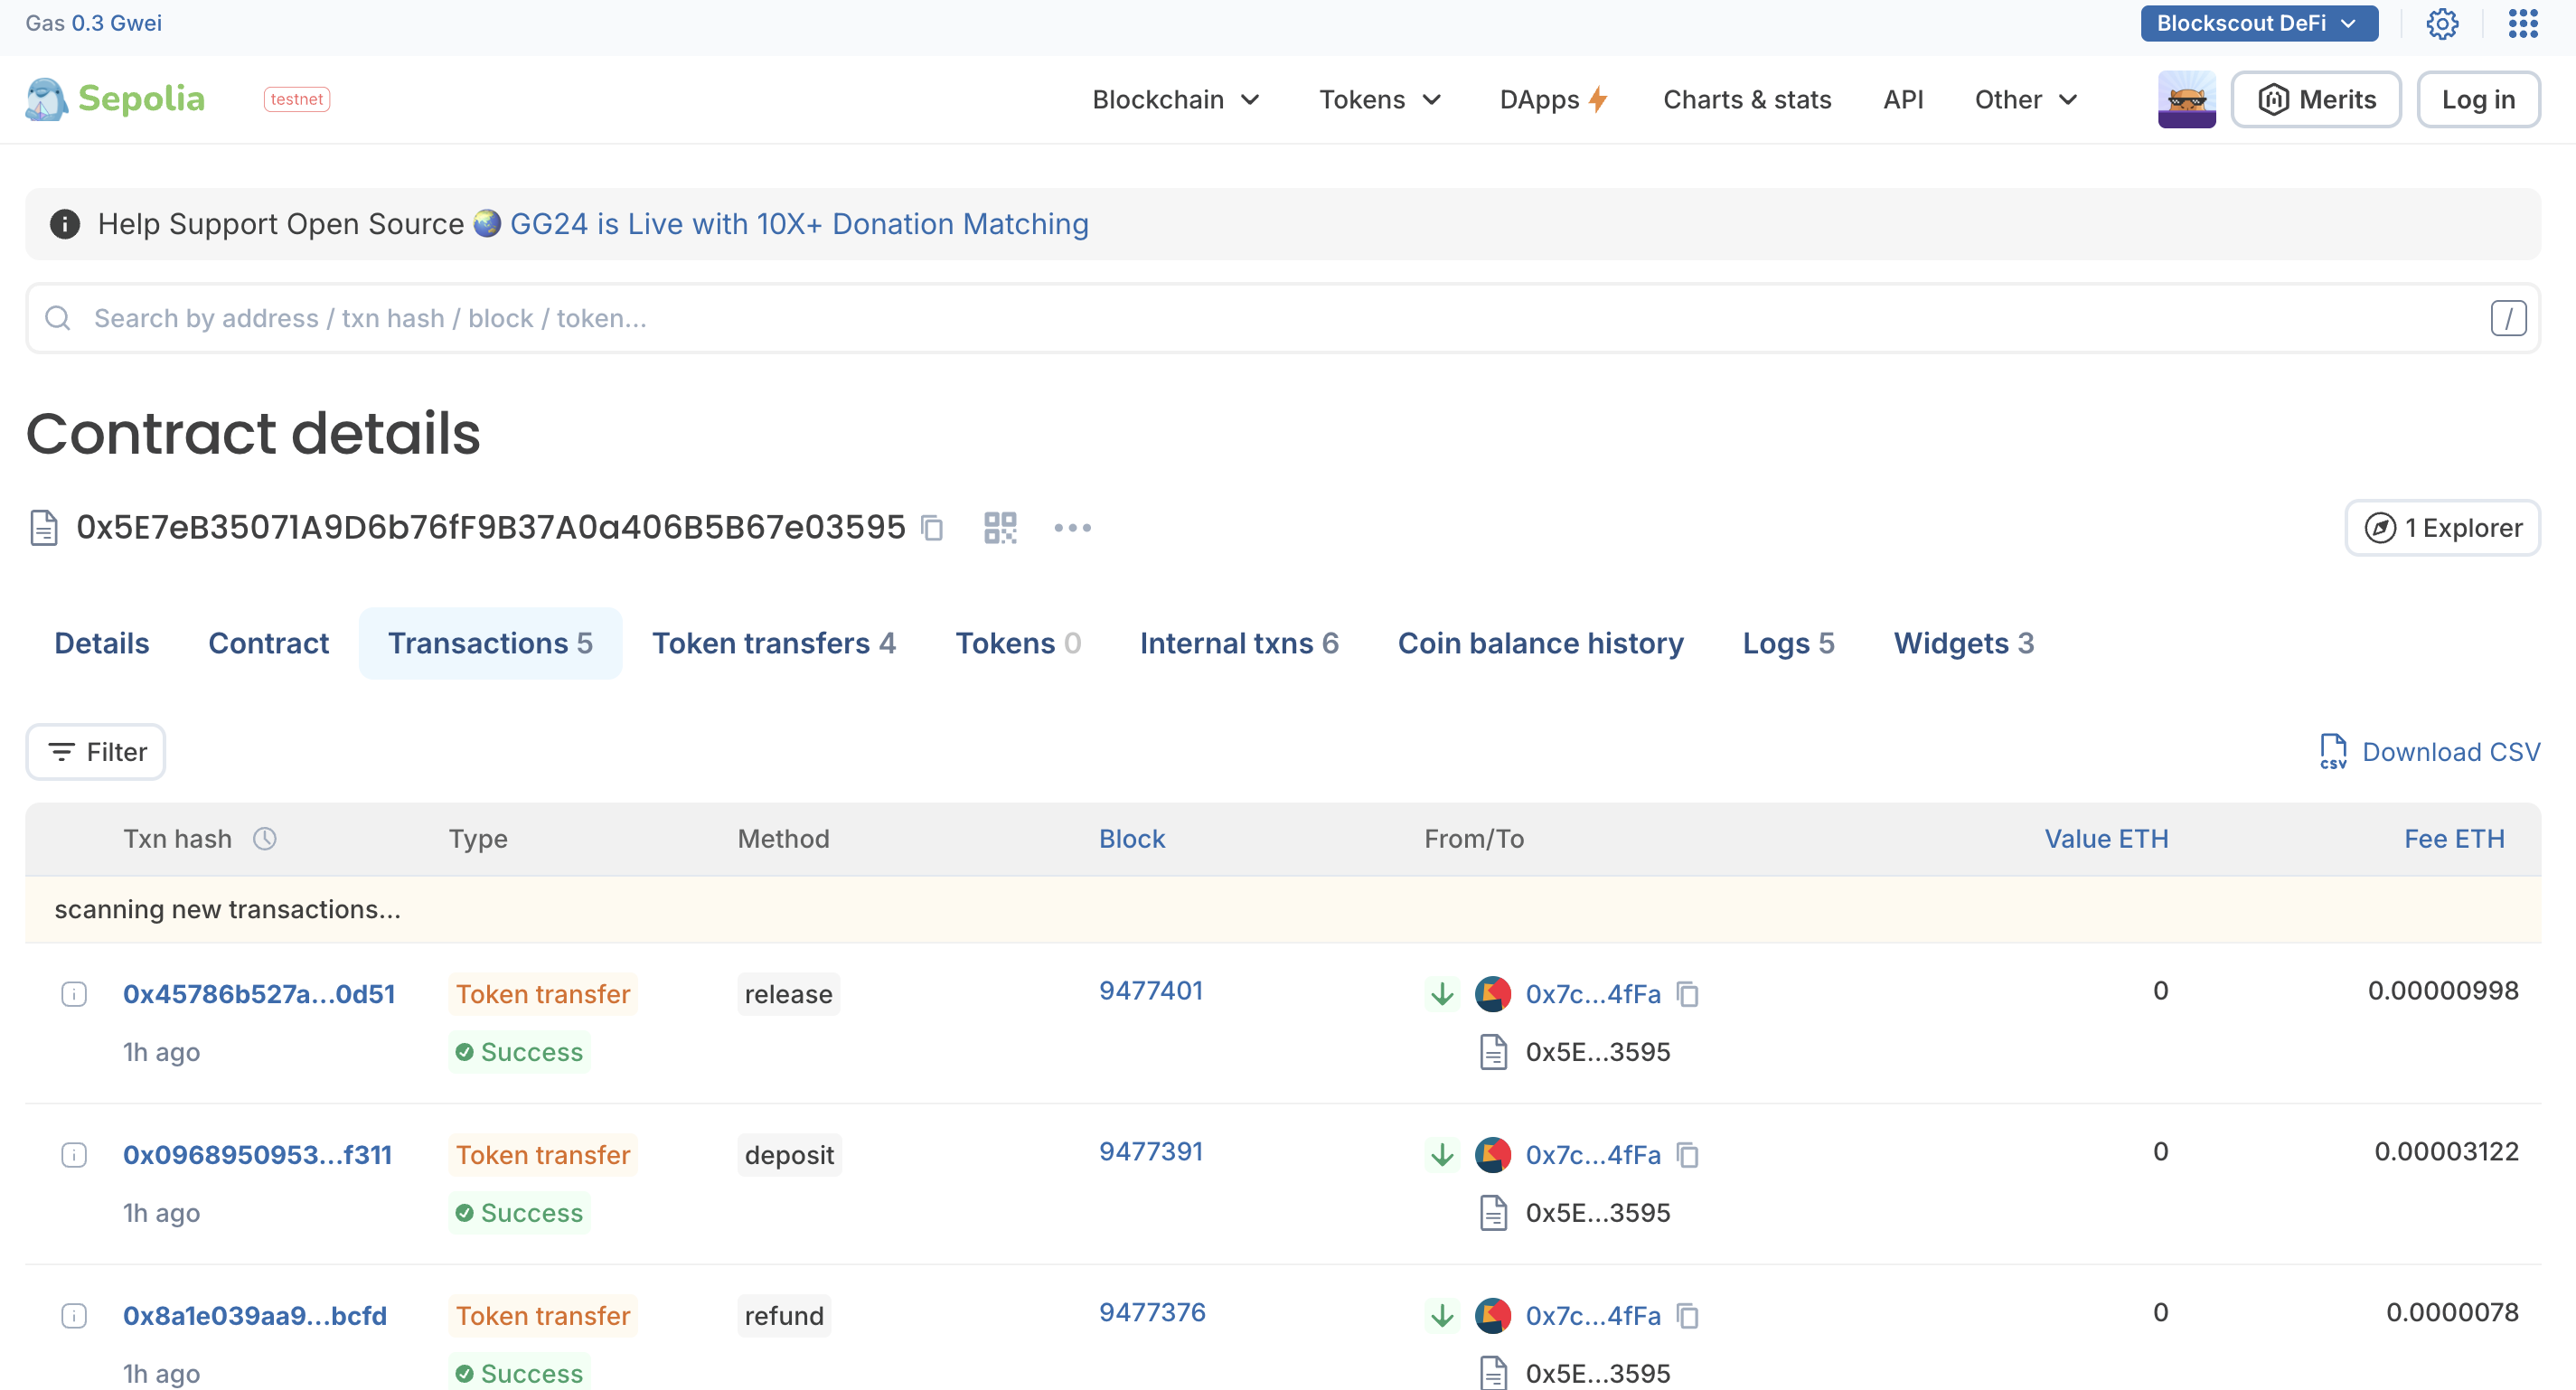 Gas 0.3 Gwei
Blockscout DeFi
Sepolia testnet
Blockchain Tokens DApps Charts & stats API Other Merits Log in
Help Support Open Source GG24 is Live with 10X+ Donation Matching
Search by address / txn hash / block / token... /
Contract details
0x5E7eB35071A9D6b76fF9B37A0a406B5B67e03595
1 Explorer
Details Contract Transactions 5 Token transfers 4 Tokens 0 Internal txns 6 Coin balance history Logs 5 Widgets 3
Filter
CSV Download CSV
Txn hash Type Method Block From/To Value ETH Fee ETH
scanning new transactions...
0x45786b527a...0d51 Token transfer release 9477401 0x7c...4fFa 0 0.00000998
1h ago Success 0x5E...3595
0x0968950953...f311 Token transfer deposit 9477391 0x7c...4fFa 0 0.00003122
1h ago Success 0x5E...3595
0x8a1e039aa9...bcfd Token transfer refund 9477376 0x7c...4fFa 0 0.0000078
1h ago Success 0x5E...3595